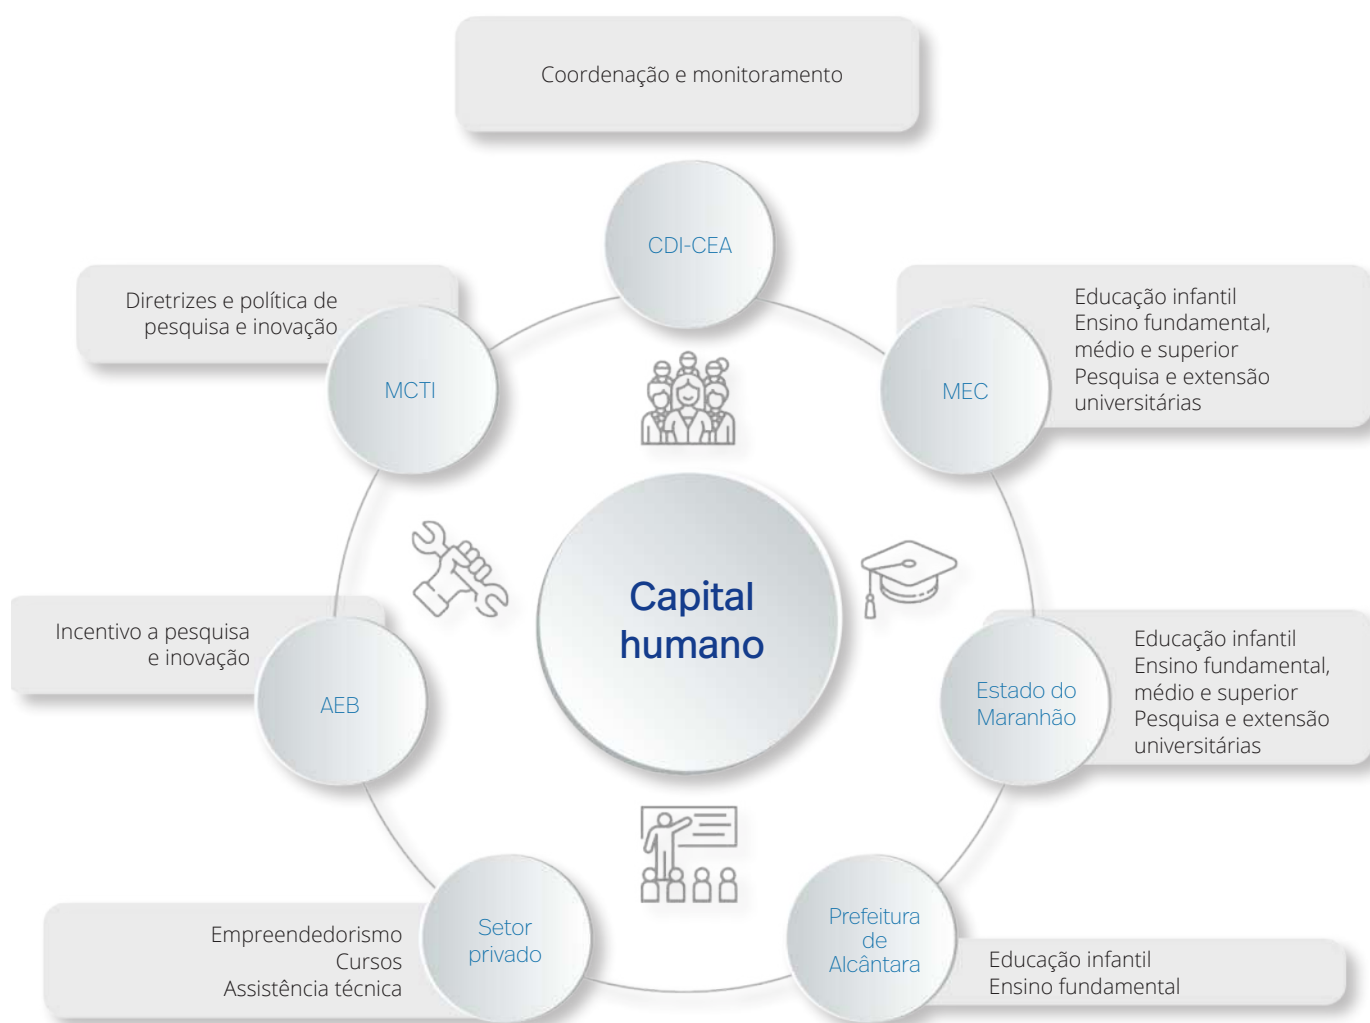 Coordenação e monitoramento
CDI-CEA
Diretrizes e política de
pesquisa e inovação
MCTI
Educação infantil
Ensino fundamental,
médio e superior
Pesquisa e extensão
universitárias
MEC
Capital
humano
Incentivo a pesquisa
e inovação
AEB
Educação infantil
Ensino fundamental,
médio e superior
Pesquisa e extensão
universitárias
Estado do
Maranhão
Empreendedorismo
Cursos
Assistência técnica
Setor
privado
Prefeitura
de
Alcântara
Educação infantil
Ensino fundamental